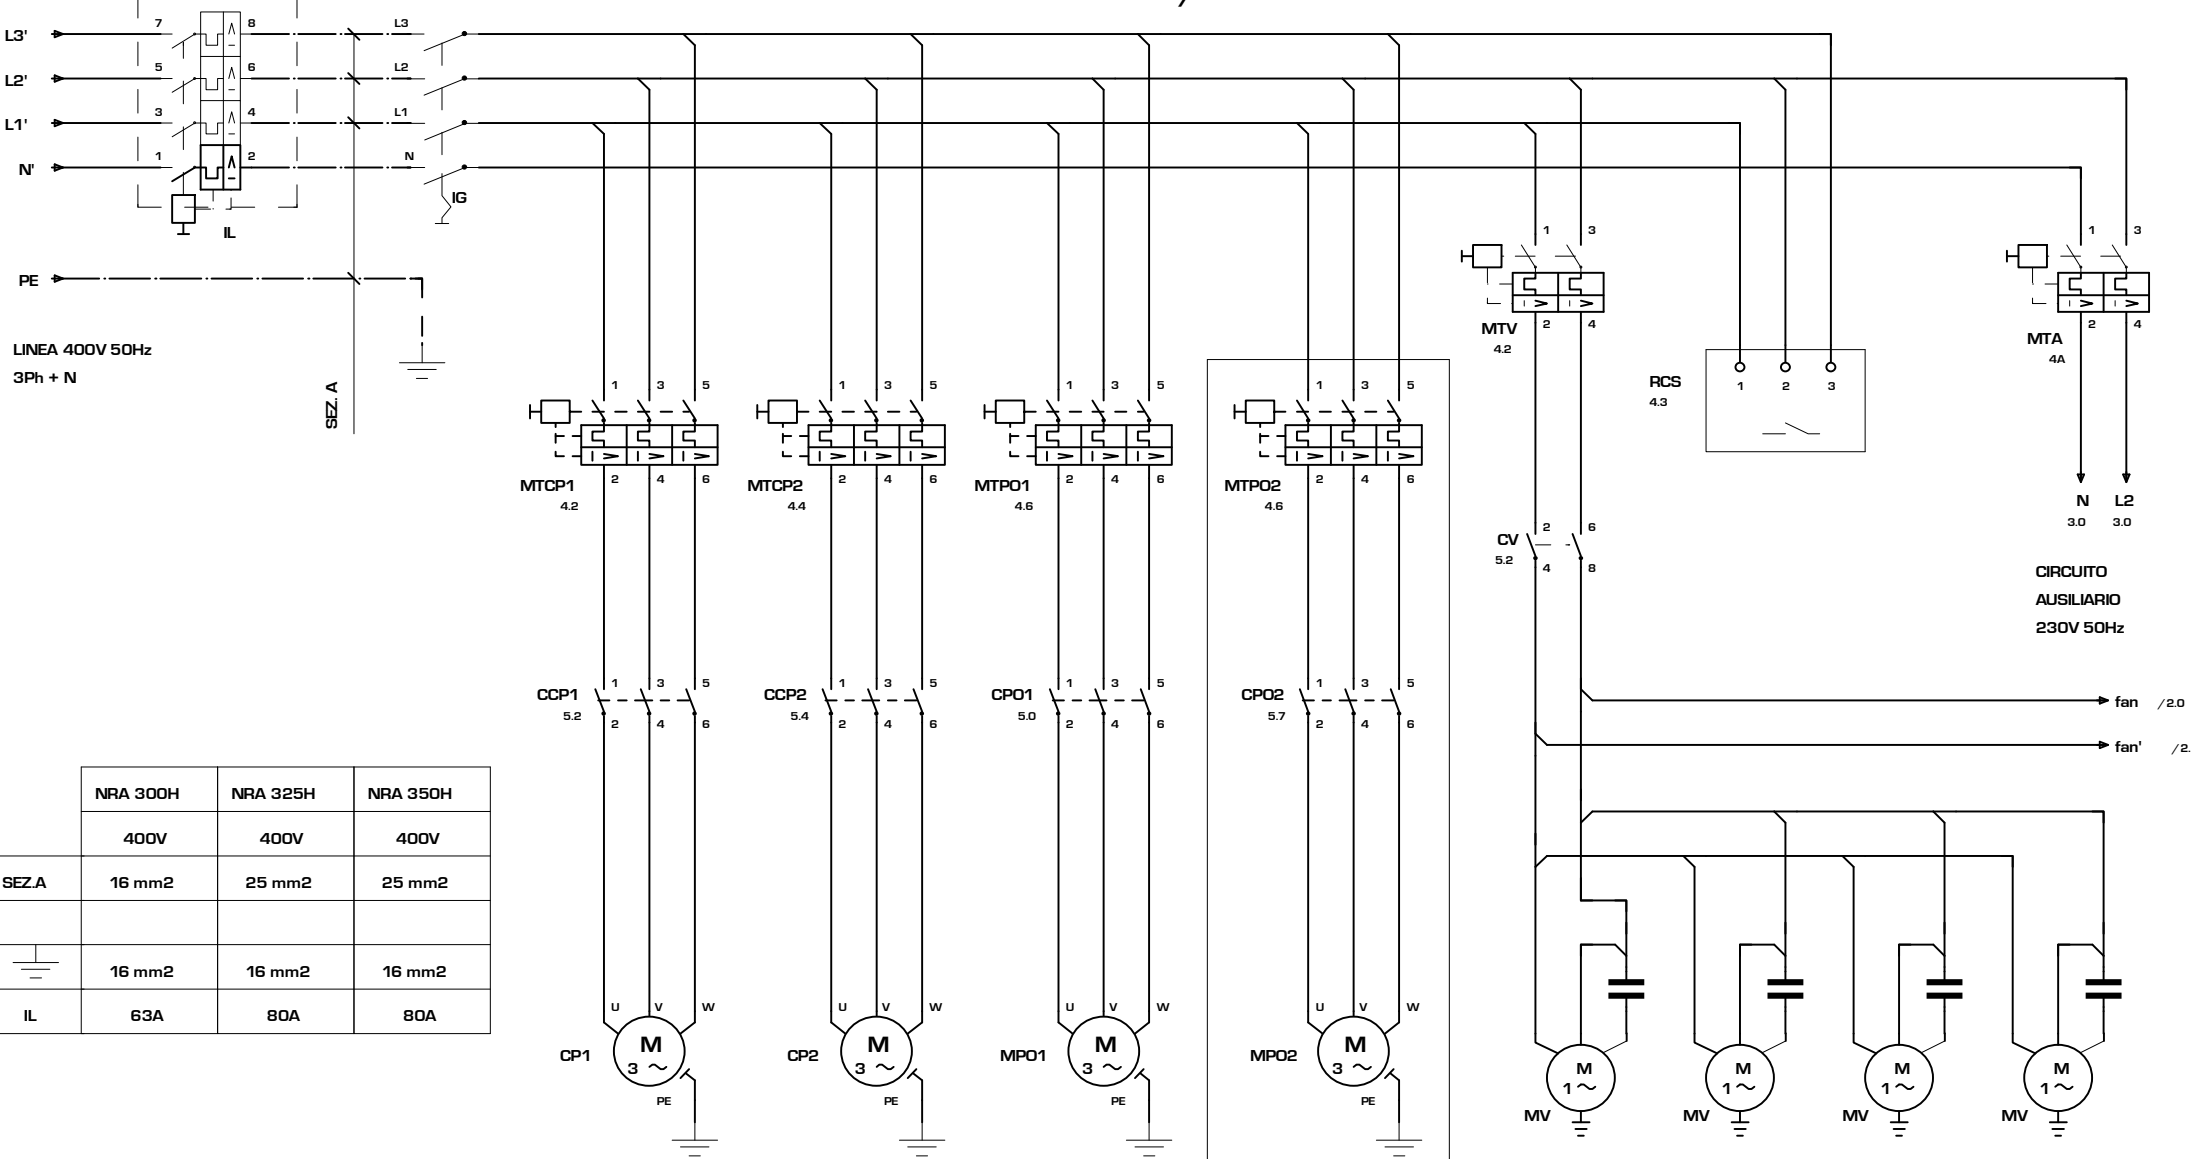 L3' 7 8 L3
L2' 5 6 L2
L1' 3 4 L1
N' 1 2 N
IG
IL
PE
LINEA 400V 50Hz
3Ph + N
SEZ. A
1 3 5 1 3 5 1 3 5 1 3 5
MTCP1 2 4 6
4.2
MTCP2 2 4 6
4.4
MTPO1 2 4 6
4.6
MTPO2 2 4 6
4.6
1 3
MTV 2 4
4.2
RCS 1 2 3
4.3
1 3
MTA 2 4
4A
N L2
3.0 3.0
CIRCUITO
AUSILIARIO
230V 50Hz
CV 2 6
5.2 4 8
CCP1 1 3 5
5.2 2 4 6
CCP2 1 3 5
5.4 2 4 6
CPO1 1 3 5
5.0 2 4 6
CPO2 1 3 5
5.7 2 4 6
fan /2.0
fan' /2.
NRA 300H NRA 325H NRA 350H
400V 400V 400V
SEZ.A 16 mm2 25 mm2 25 mm2
16 mm2 16 mm2 16 mm2
IL 63A 80A 80A
U V W U V W U V W U V W
CP1 M 3 ~
PE
CP2 M 3 ~
PE
MPO1 M 3 ~
PE
MPO2 M 3 ~
PE
M M M M
1 ~ 1 ~ 1 ~ 1 ~
MV MV MV MV